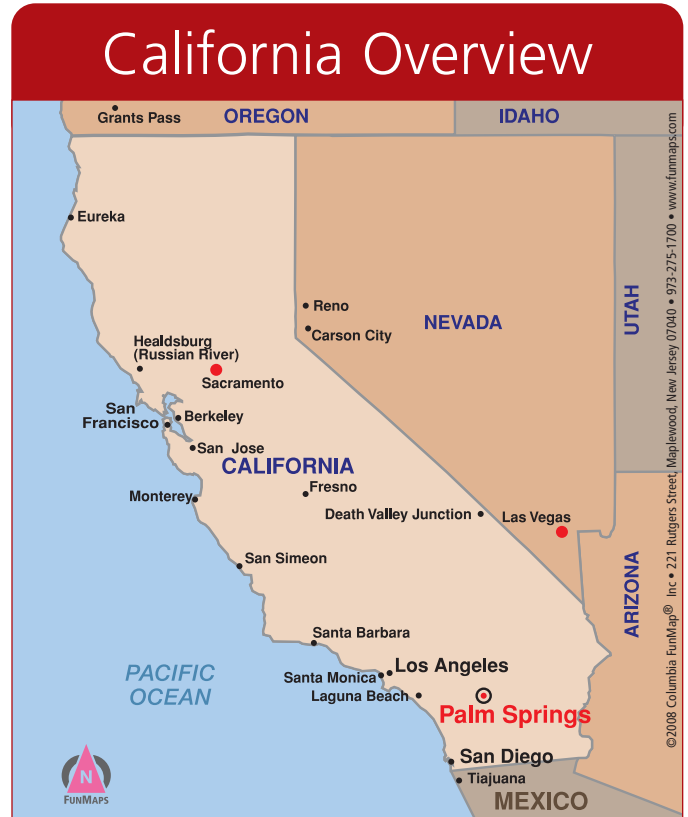 California Overview
Grants Pass
OREGON
IDAHO
Eureka
UTAH
Reno
NEVADA
Carson City
Healdsburg
(Russian River)
Sacramento
San
Francisco
Berkeley
San Jose
CALIFORNIA
Fresno
Monterey
Death Valley Junction
Las Vegas
San Simeon
ARIZONA
Santa Barbara
PACIFIC
OCEAN
Los Angeles
Santa Monica
Laguna Beach
Palm Springs
San Diego
Tiajuana
MEXICO
N
FUNMAPS
©2008 Columbia FunMap® Inc • 221 Rutgers Street, Maplewood, New Jersey 07040 • 973-275-1700 • www.funmaps.com